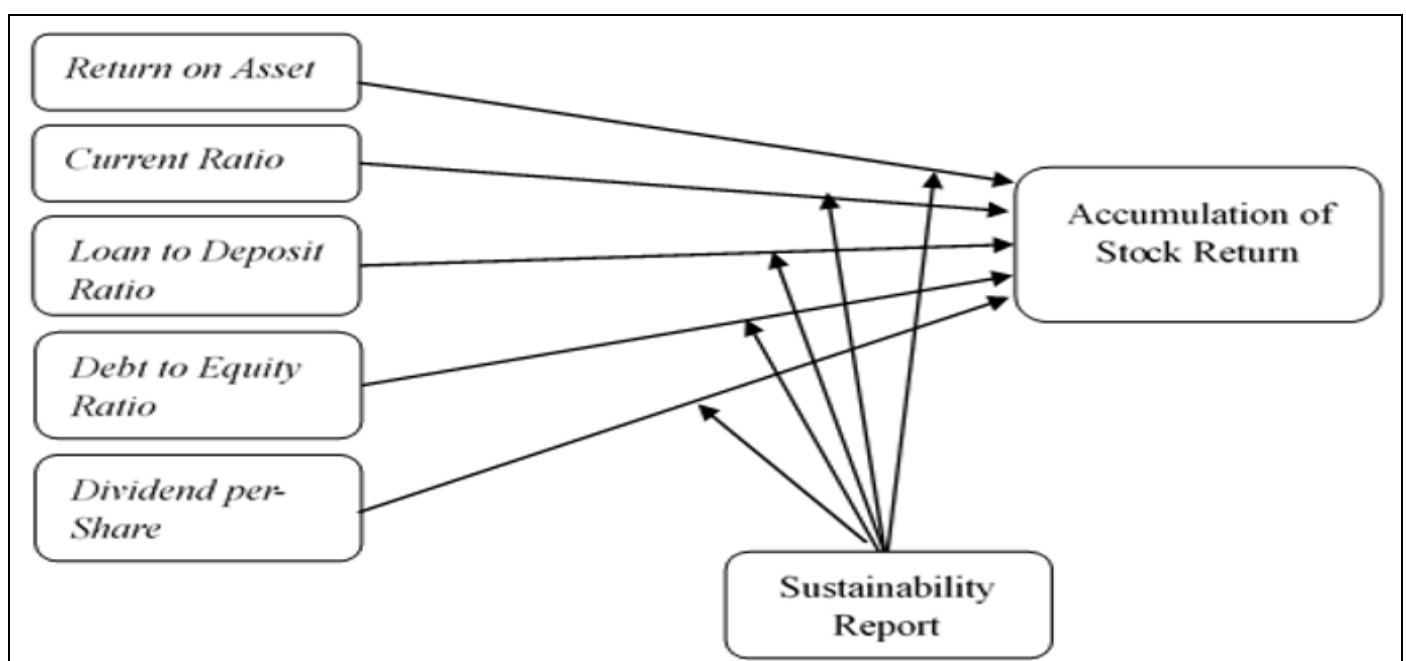 Return on Asset
Current Ratio
Loan to Deposit
Ratio
Debt to Equity
Ratio
Dividend per-
Share
Accumulation of
Stock Return
Sustainability
Report